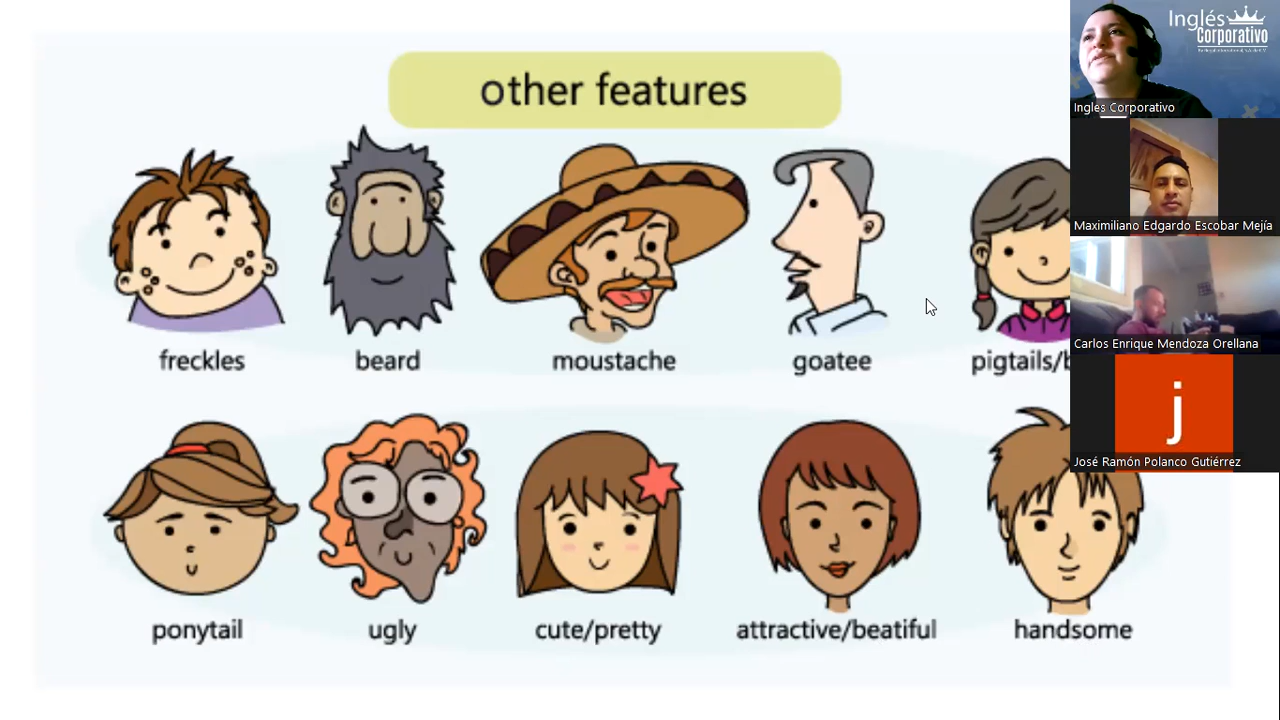 other features
Inglés
Corporativo
Ingles Corporativo
Maximiliano Edgardo Escobar Mejía
Carlos Enrique Mendoza Orellana
j
José Ramón Polanco Gutiérrez
freckles
beard
moustache
goatee
pigtails/b
ponytail
ugly
cute/pretty
attractive/beatiful
handsome